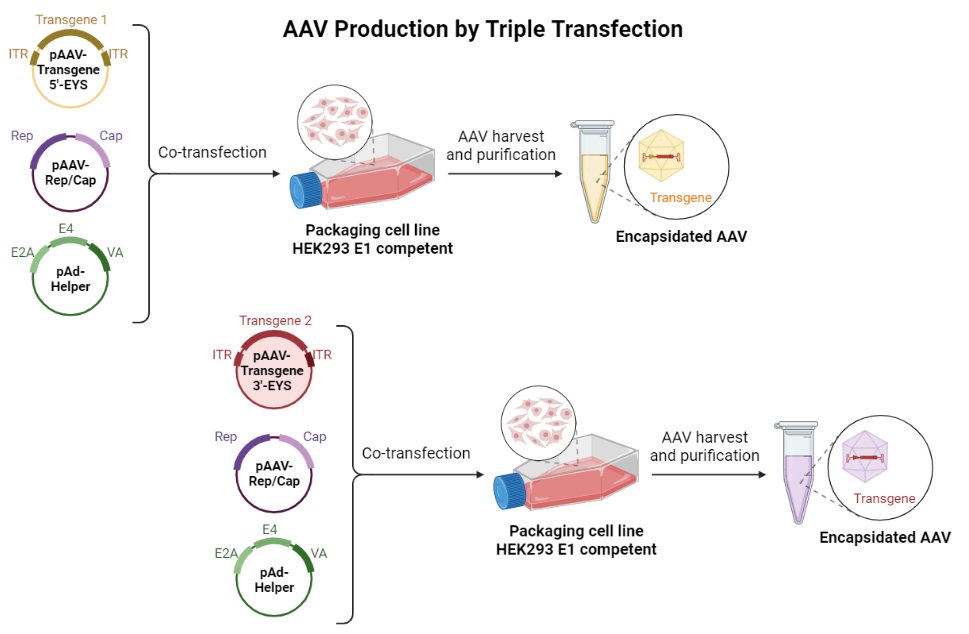 AAV Production by Triple Transfection
Transgene 1
ITR
ITR
pAAV-
Transgene
5'-EYS
Rep
Cap
pAAV-
Rep/Cap
E4
E2A
VA
pAd-
Helper
Co-transfection
Packaging cell line
HEK293 E1 competent
AAV harvest
and purification
Transgene
Encapsidated AAV
Transgene 2
ITR
ITR
pAAV-
Transgene
3'-EYS
Rep
Cap
pAAV-
Rep/Cap
E4
E2A
VA
pAd-
Helper
Co-transfection
Packaging cell line
HEK293 E1 competent
AAV harvest
and purification
Transgene
Encapsidated AAV